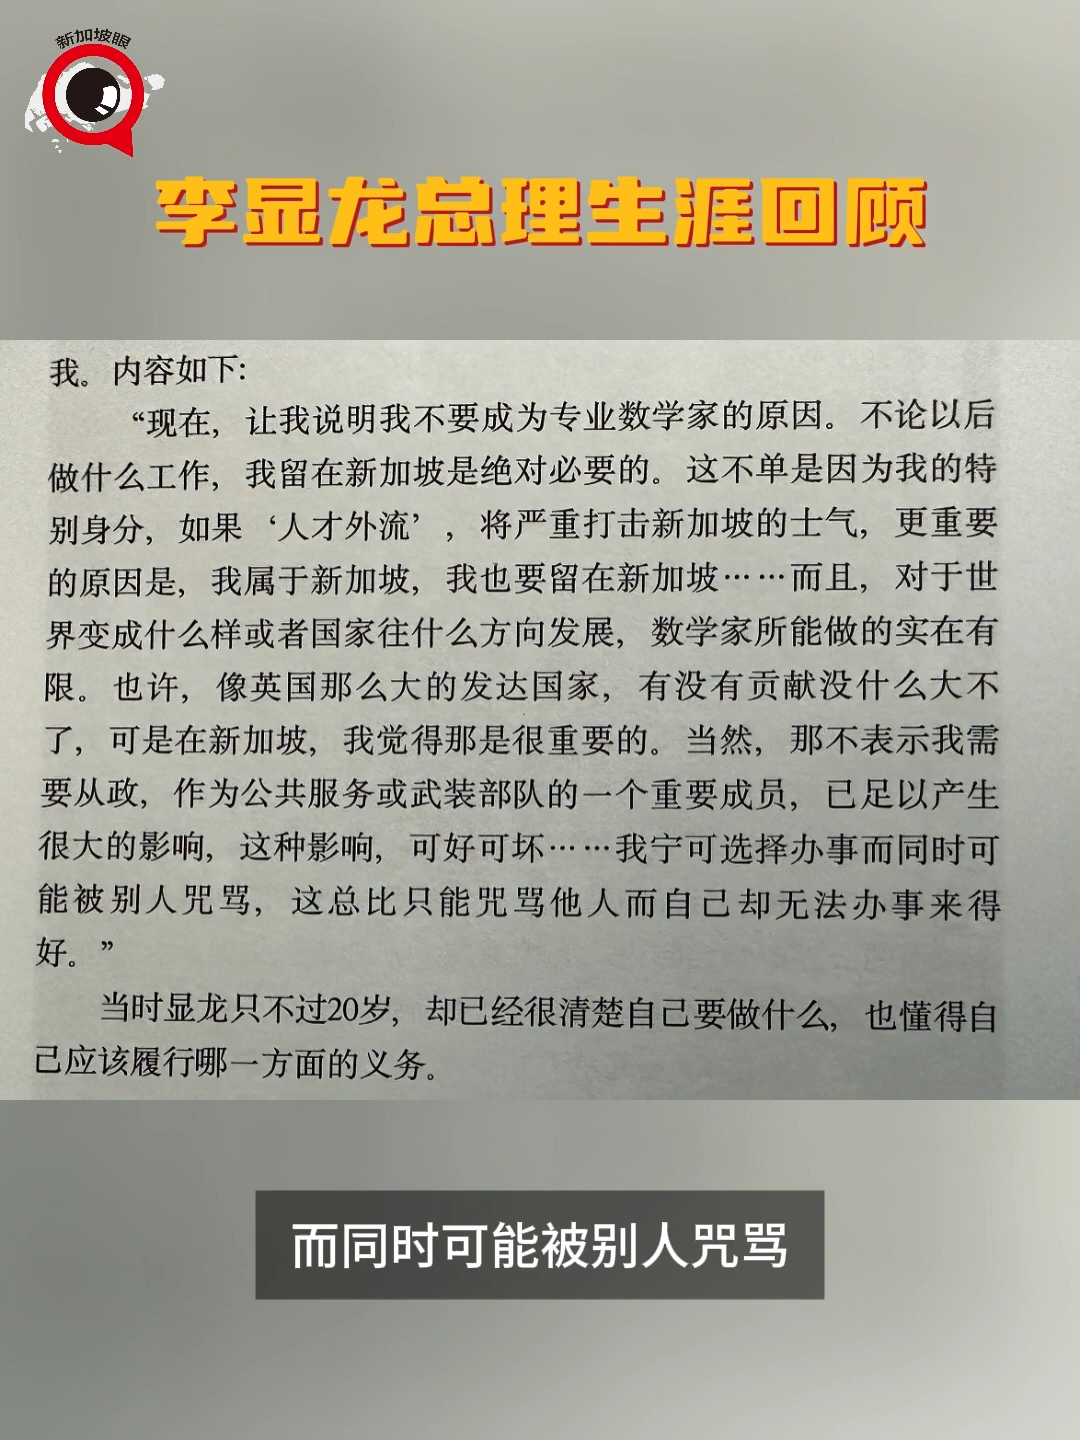 新加坡眼
李显龙总理生涯回顾
我。内容如下:
“现在，让我说明我不要成为专业数学家的原因。不论以后
做什么工作，我留在新加坡是绝对必要的。这不单是因为我的特
别身分，如果‘人才外流’，将严重打击新加坡的士气，更重要
的原因是，我属于新加坡，我也要留在新加坡……而且，对于世
界变成什么样或者国家往什么方向发展，数学家所能做的实在有
限。也许，像英国那么大的发达国家，有没有贡献没什么大不
了，可是在新加坡，我觉得那是很重要的。当然，那不表示我需
要从政，作为公共服务或武装部队的一个重要成员，已足以产生
很大的影响，这种影响，可好可坏……我宁可选择办事而同时可
能被别人咒骂，这总比只能咒骂他人而自己却无法办事来得
好。”
当时显龙只不过20岁，却已经很清楚自己要做什么，也懂得自
己应该履行哪一方面的义务。
而同时可能被别人咒骂